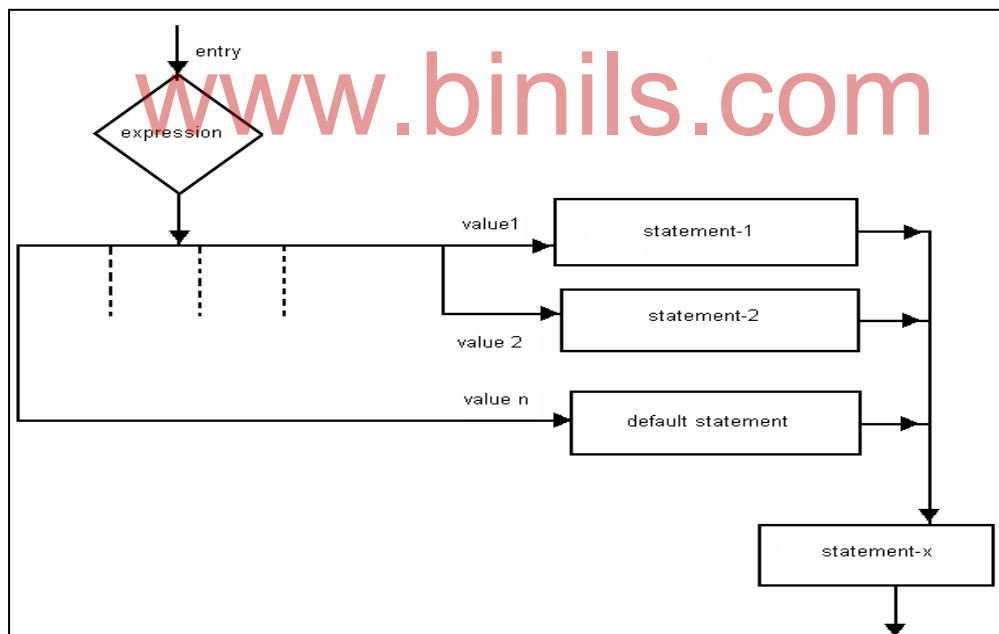 entry
www.binils.com
expression
value1
statement-1
statement-2
value 2
value n
default statement
statement-x